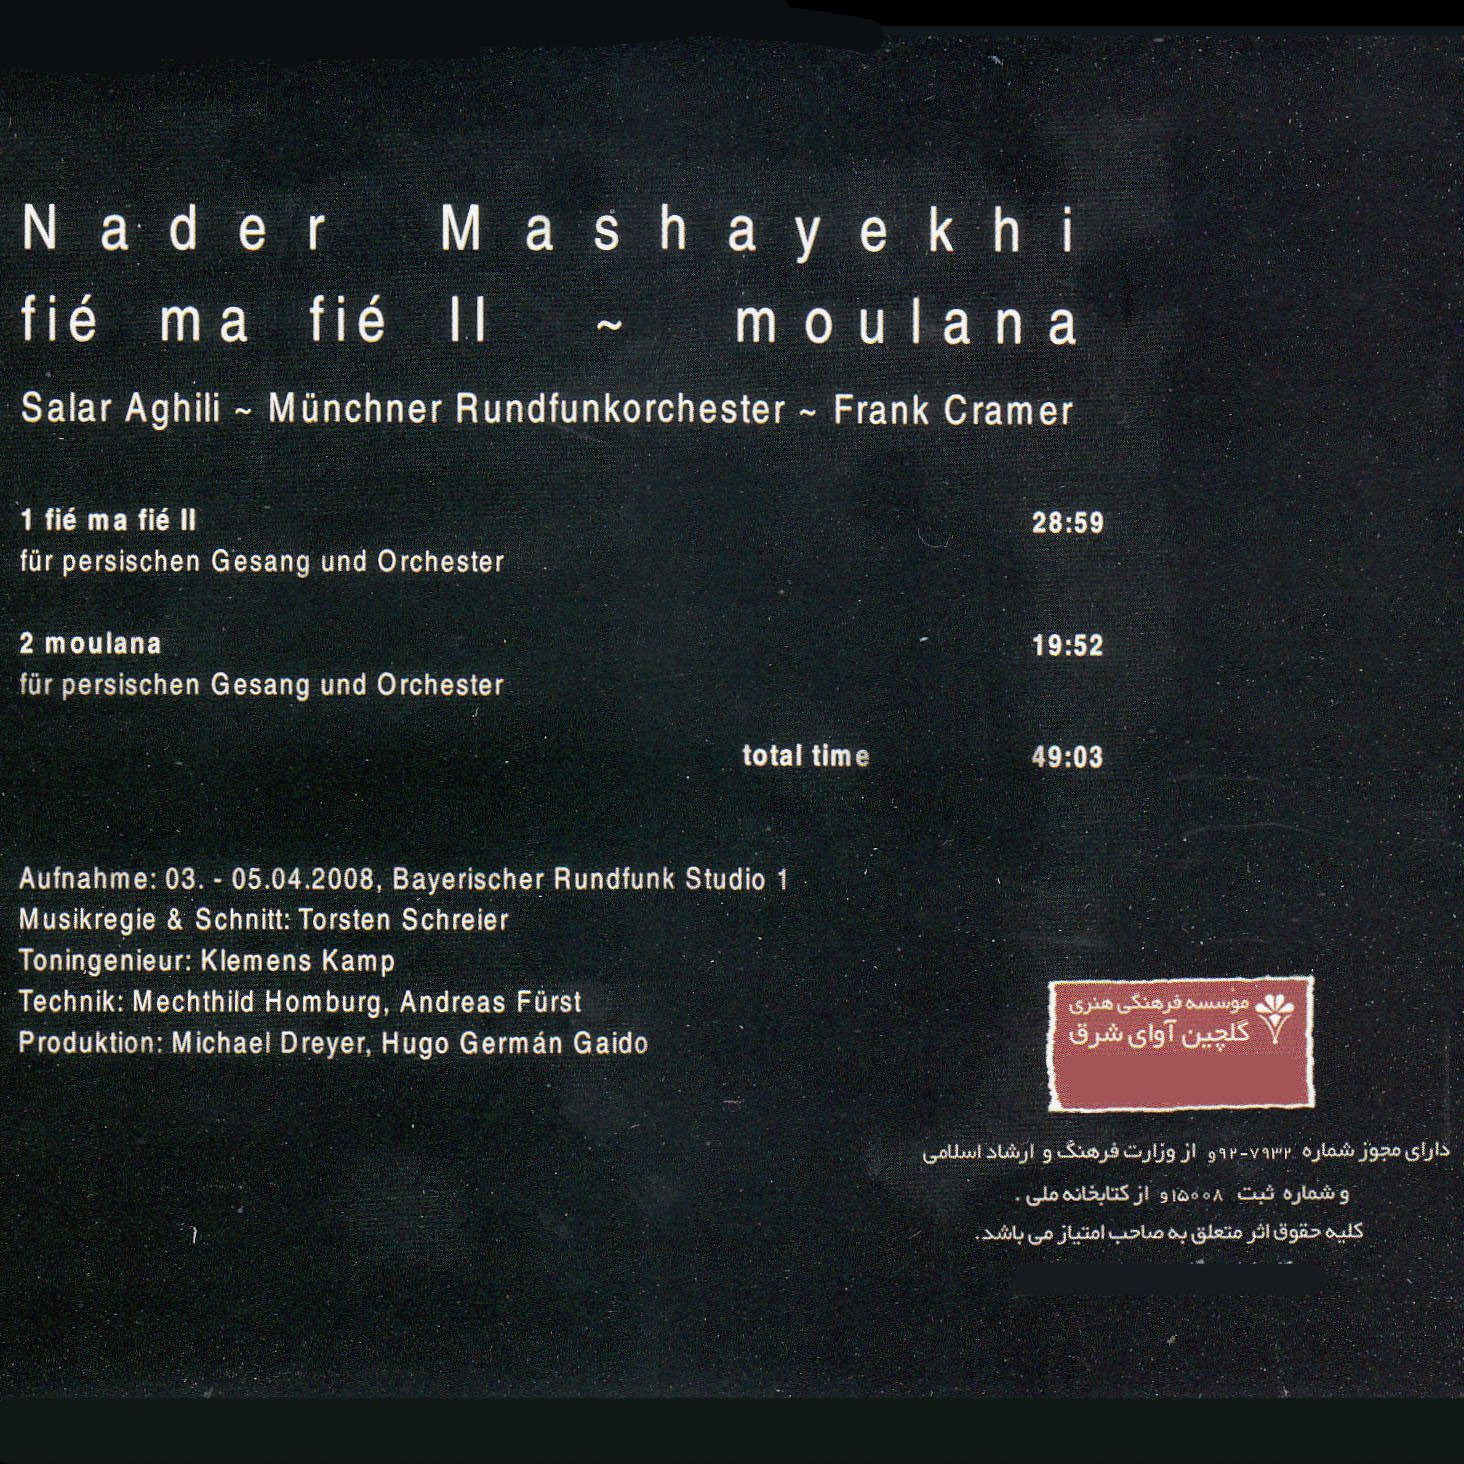 Nader Mashayekhi
fié ma fié II ~ moulana
Salar Aghili ~ Münchner Rundfunkorchester ~ Frank Cramer
1 fié ma fié II 28:59
für persischen Gesang und Orchester
2 moulana 19:52
für persischen Gesang und Orchester
total time 49:03
Aufnahme: 03. - 05.04.2008, Bayerischer Rundfunk Studio 1
Musikregie & Schnitt: Torsten Schreier
Toningenieur: Klemens Kamp
Technik: Mechthild Homburg, Andreas Fürst
Produktion: Michael Dreyer, Hugo Germán Gaido
موسسه فرهنگی هنری
گلچین آوای شرق
دارای مجوز شماره ۷۹۳۲-۹۲و از وزارت فرهنگ و ارشاد اسلامی
و شماره ثبت ۱۵۰۰۸و از کتابخانه ملی .
کلیه حقوق اثر متعلق به صاحب امتیاز می باشد.